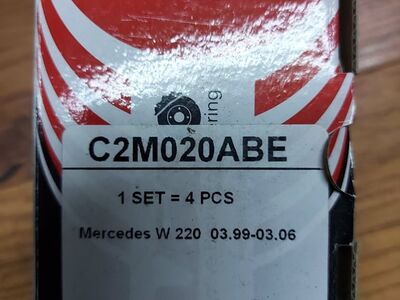 ring
C2M020ABE
1 SET = 4 PCS
Mercedes W 220 03.99-03.06